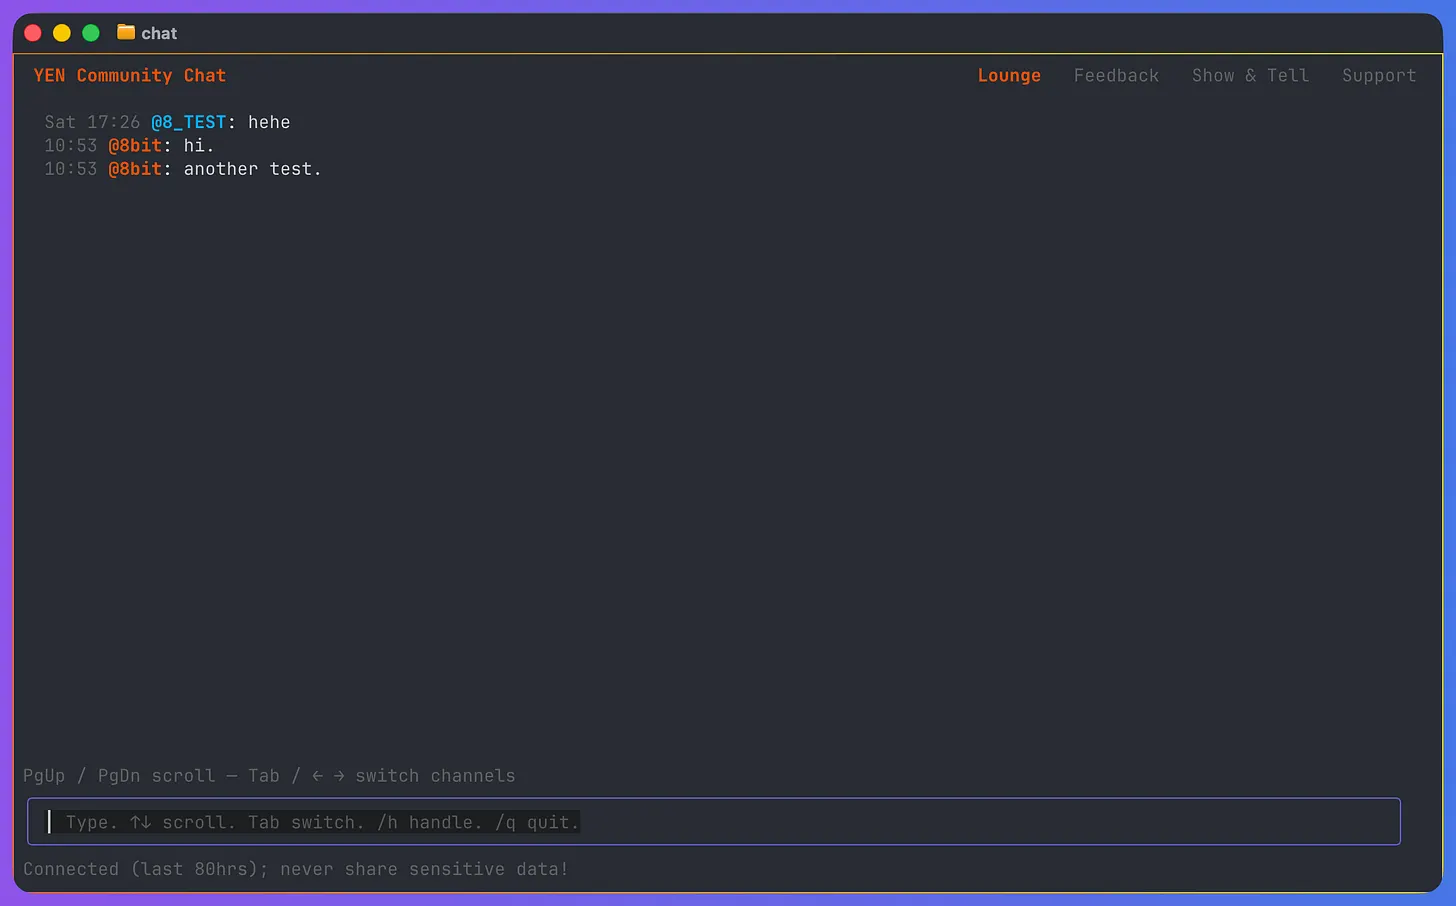 chat
YEN Community Chat Lounge Feedback Show & Tell Support
Sat 17:26 @8_TEST: hehe
10:53 @8bit: hi.
10:53 @8bit: another test.
PgUp / PgDn scroll — Tab / ← → switch channels
Type. ↑↓ scroll. Tab switch. /h handle. /q quit.
Connected (last 80hrs); never share sensitive data!